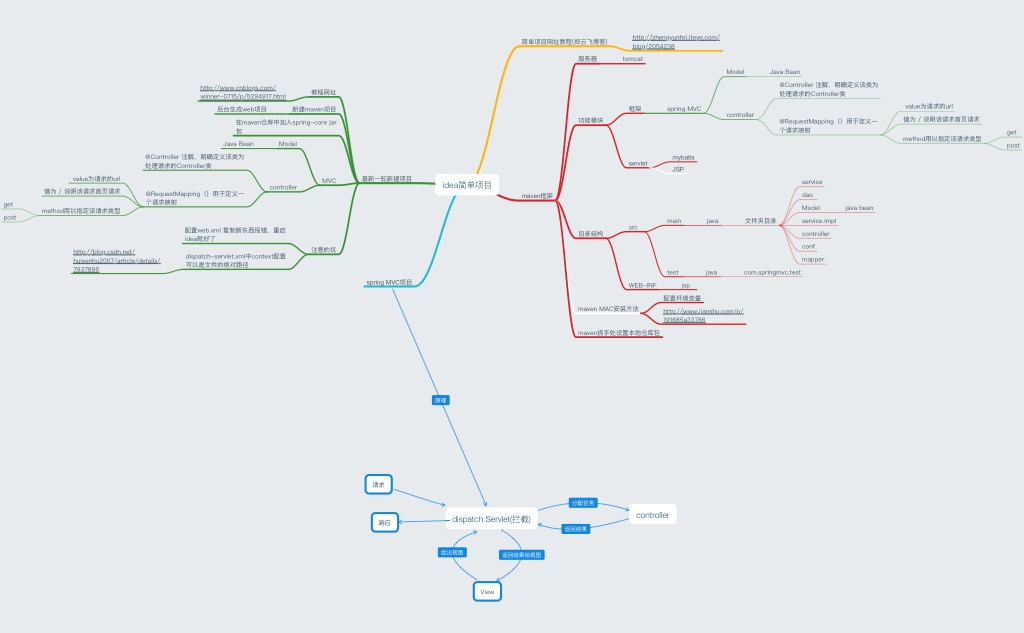 idea简单项目
简单项目网址教程(郑云飞博客)
http://zhengyunfei.iteye.com/
blog/2054238
maven框架
服务器
tomcat
功能模块
框架
spring MVC
Model
Java Bean
controller
@Controller 注解，明确定义该类为
处理请求的Controller类
@RequestMapping（）用于定义一
个请求映射
value为请求的url
值为 / 说明该请求首页请求
method用以指定该请求类型
get
post
servlet
mybatis
JSP
目录结构
src
main
java
文件夹目录
service
dao
Model
java bean
service.impl
controller
conf
mapper
test
java
com.springmvc.test
WEB-INF
jsp
maven MAC安装方法
配置环境变量
http://www.jianshu.com/p/
191685a33786
maven扳手处设置本地仓库包
最新一轮新建项目
教程网址
http://www.cnblogs.com/
winner-0715/p/5294917.html
新建maven项目
后台生成web项目
在maven仓库中加入spring-core jar
包
MVC
Model
Java Bean
controller
@Controller 注解，明确定义该类为
处理请求的Controller类
@RequestMapping（）用于定义一
个请求映射
value为请求的url
值为 / 说明该请求首页请求
method用以指定该请求类型
get
post
注意的坑
配置web.xml 复制新东西报错，重启
idea就好了
dispatch-servlet.xml中context配置
可以是文件的绝对路径
http://blog.csdn.net/
huwenhu2007/article/details/
7937896
spring MVC项目
原理
请求
响应
dispatch Servlet(拦截)
分配任务
controller
返回结果
给出视图
返回结果给视图
View